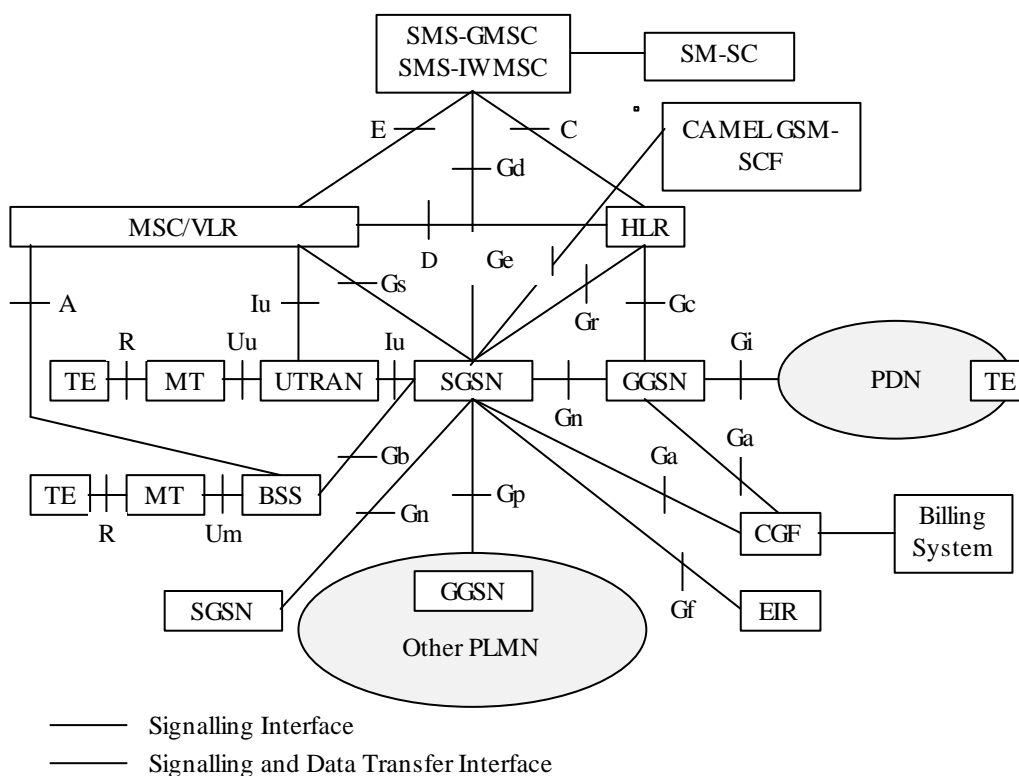 SMS-GMSC
SMS-IWMSC
SM-SC
E
C
CAMEL GSM-
SCF
Gd
MSC/VLR
HLR
D
Ge
A
Iu
Gs
Gr
Gc
R
Uu
Iu
Gi
TE
MT
UTRAN
SGSN
GGSN
PDN
TE
Gn
Ga
Gb
Ga
TE
MT
BSS
Gp
R
Um
Gn
CGF
Billing
System
GGSN
Gf
SGSN
EIR
Other PLMN
Signalling Interface
Signalling and Data Transfer Interface